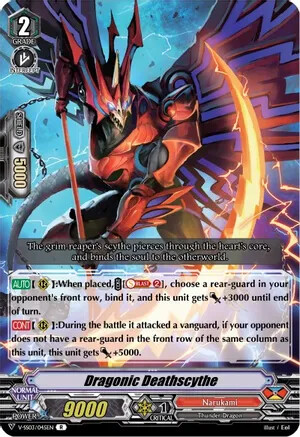 2
GRADE
INTERCEPT
SHIELD
5000
The grim reaper's scythe pierces through the heart's core,
and binds the soul to the otherworld.
AUTO :When placed, [SOUL BLAST 2], choose a rear-guard in your
opponent's front row, bind it, and this unit gets +3000 until end
of turn.
CONT :During the battle it attacked a vanguard, if your opponent
does not have a rear-guard in the front row of the same column as
this unit, this unit gets +5000.
NORMAL UNIT
Dragonic Deathscythe
POWER 9000
1
CRITICAL
Narukami
Thunder Dragon
V-SS07/045EN R
illust / Exil